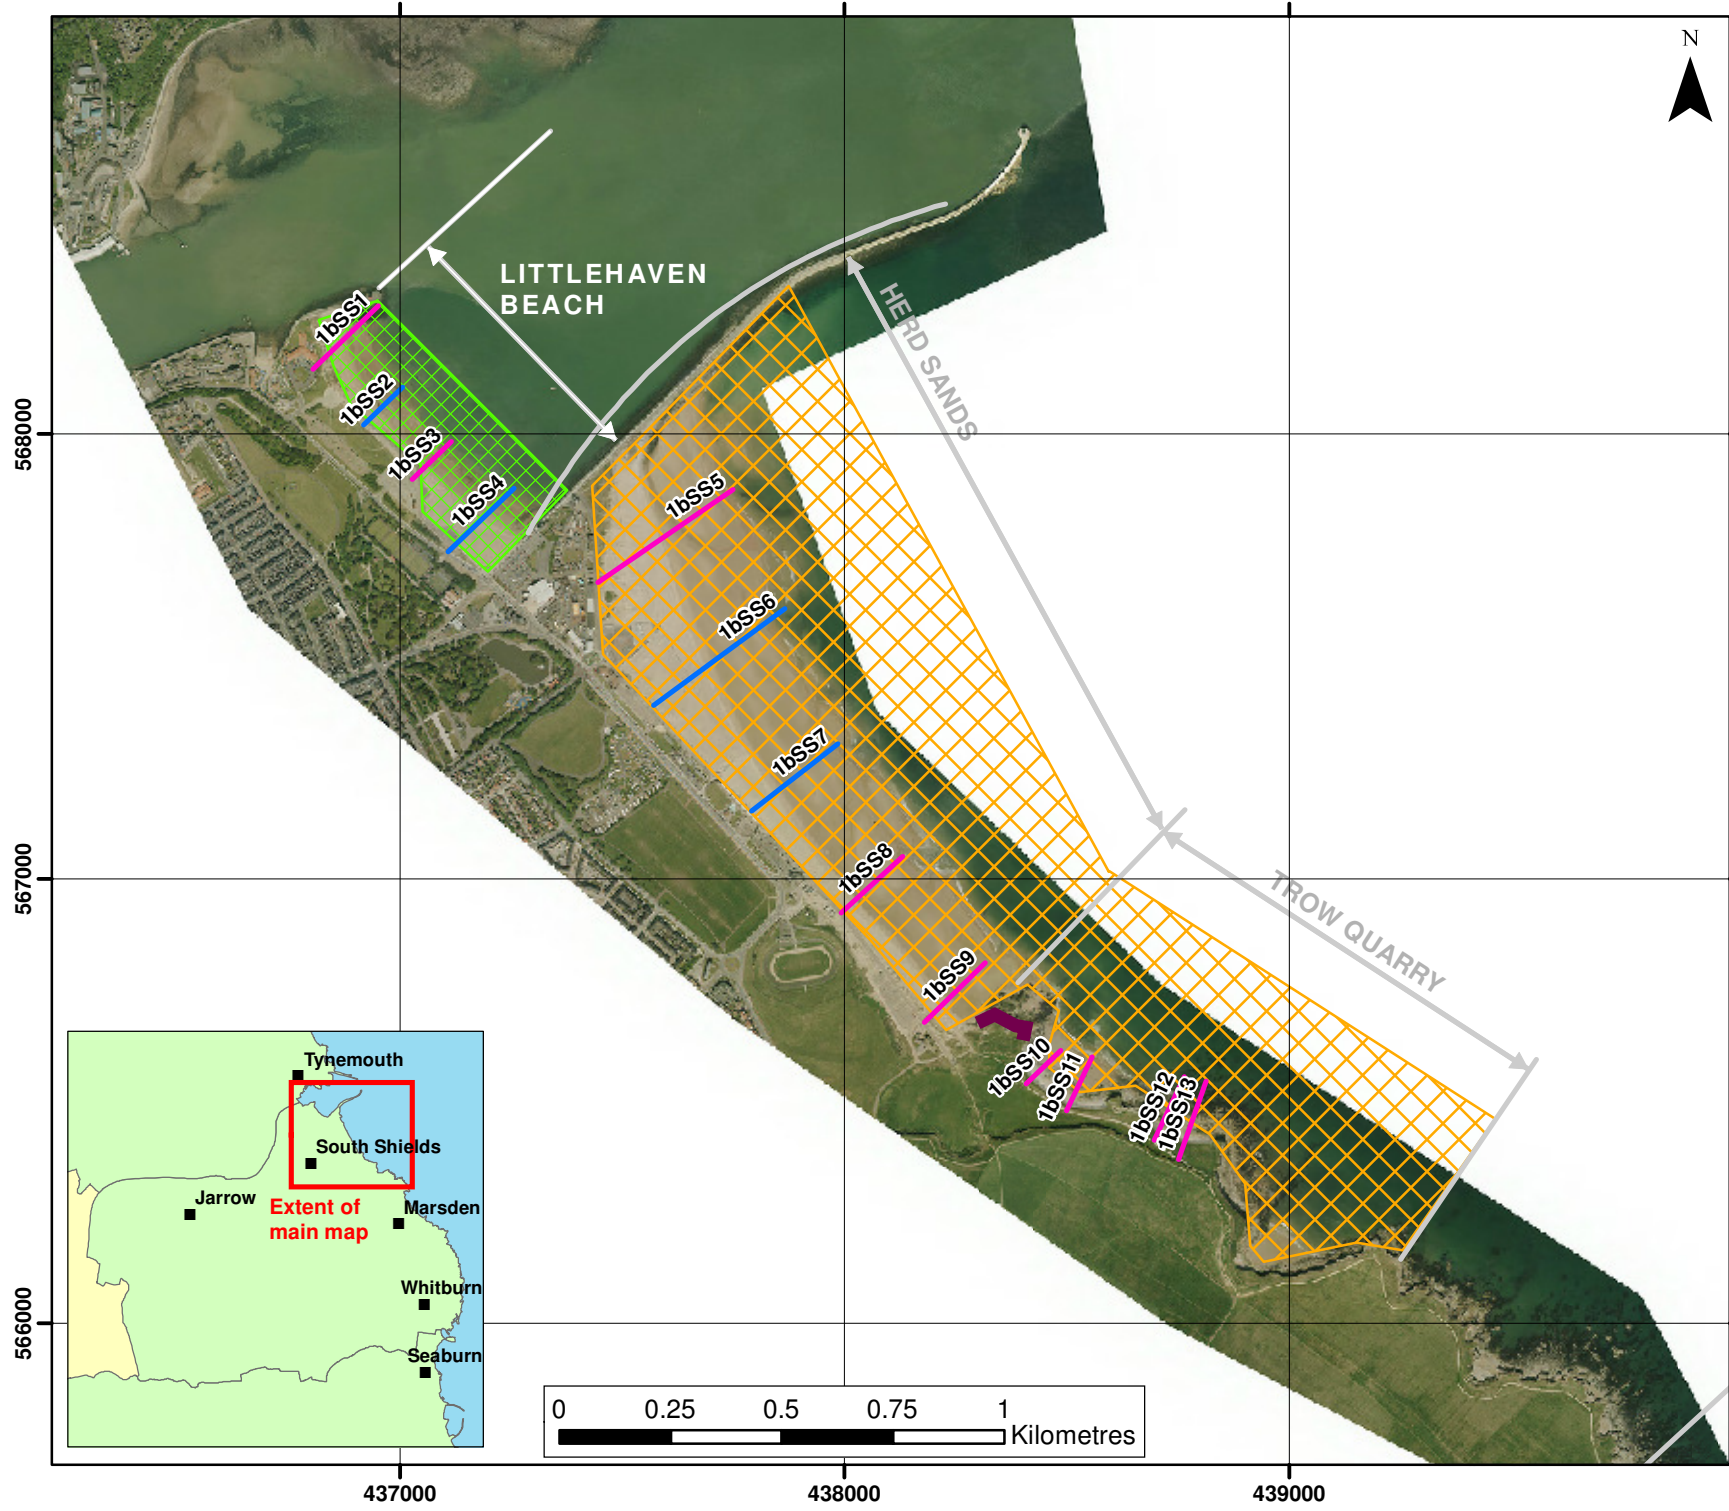 N
LITTLEHAVEN
BEACH
HERD SANDS
TROW QUARRY
1bSS1
1bSS2
1bSS3
1bSS4
1bSS5
1bSS6
1bSS7
1bSS8
1bSS9
1bSS10
1bSS11
1bSS12
1bSS13
568000
567000
566000
Tynemouth
South Shields
Jarrow
Extent of
main map
Marsden
Whitburn
Seaburn
0 0.25 0.5 0.75 1
Kilometres
437000 438000 439000